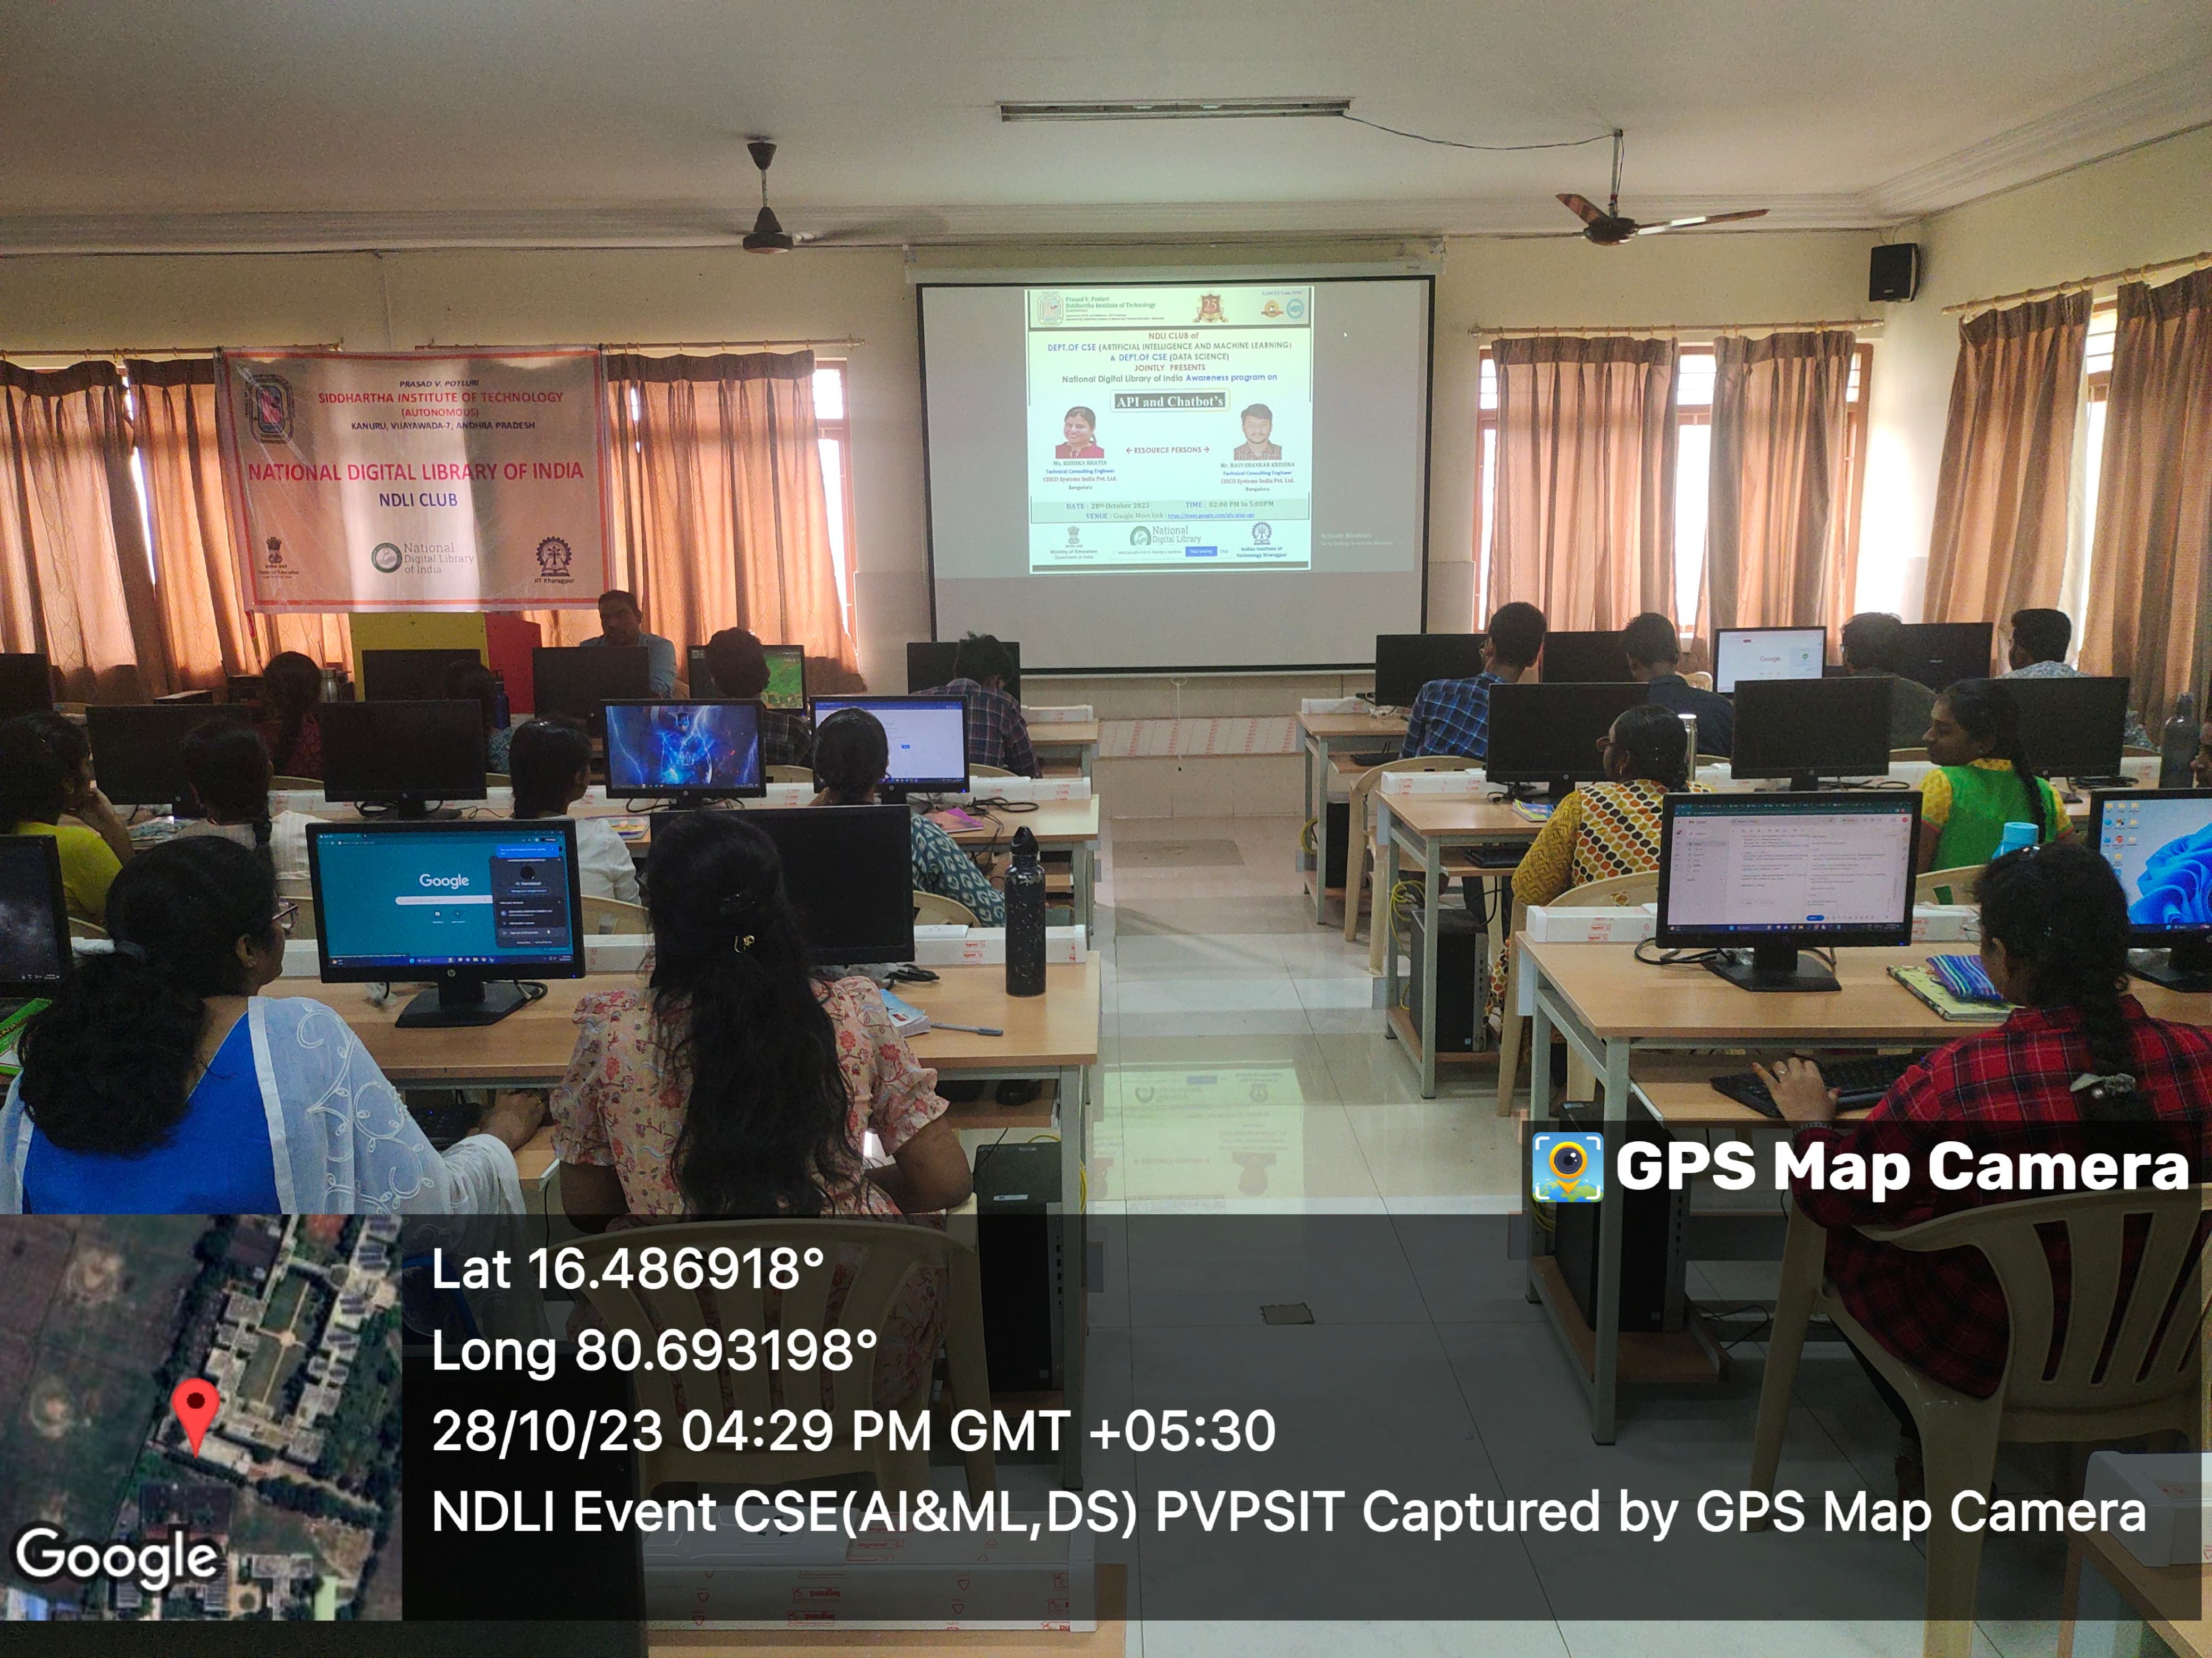 PRASAD V. POTLURI
SIDDHARTHA INSTITUTE OF TECHNOLOGY
(AUTONOMOUS)
KANURU, VIJAYAWADA-7, ANDHRA PRADESH
NATIONAL DIGITAL LIBRARY OF INDIA
NDLI CLUB
National
Digital Library
of India
IIT Kharagpur
Prasad V. Potluri
Siddhartha Institute of Technology
25
NDLI CLUB of
DEPT.OF CSE (ARTIFICIAL INTELLIGENCE AND MACHINE LEARNING)
& DEPT.OF CSE (DATA SCIENCE)
JOINTLY PRESENTS
National Digital Library of India Awareness program on
API and Chatbot's
← RESOURCE PERSONS →
Technical Consulting Engineer
CISCO Systems India Pvt. Ltd.
Bengaluru
Mr. RAVI SHANKAR KRISHNA
Technical Consulting Engineer
CISCO Systems India Pvt. Ltd.
Bengaluru
DATE : 28th October 2023 TIME : 02:00 PM to 5:00PM
VENUE : Google Meet link :
Ministry of Education
Government of India
National
Digital Library
Indian Institute of
Technology Kharagpur
Activate Windows
Google
Google
GPS Map Camera
Lat 16.486918°
Long 80.693198°
28/10/23 04:29 PM GMT +05:30
NDLI Event CSE(AI&ML,DS) PVPSIT Captured by GPS Map Camera
Google